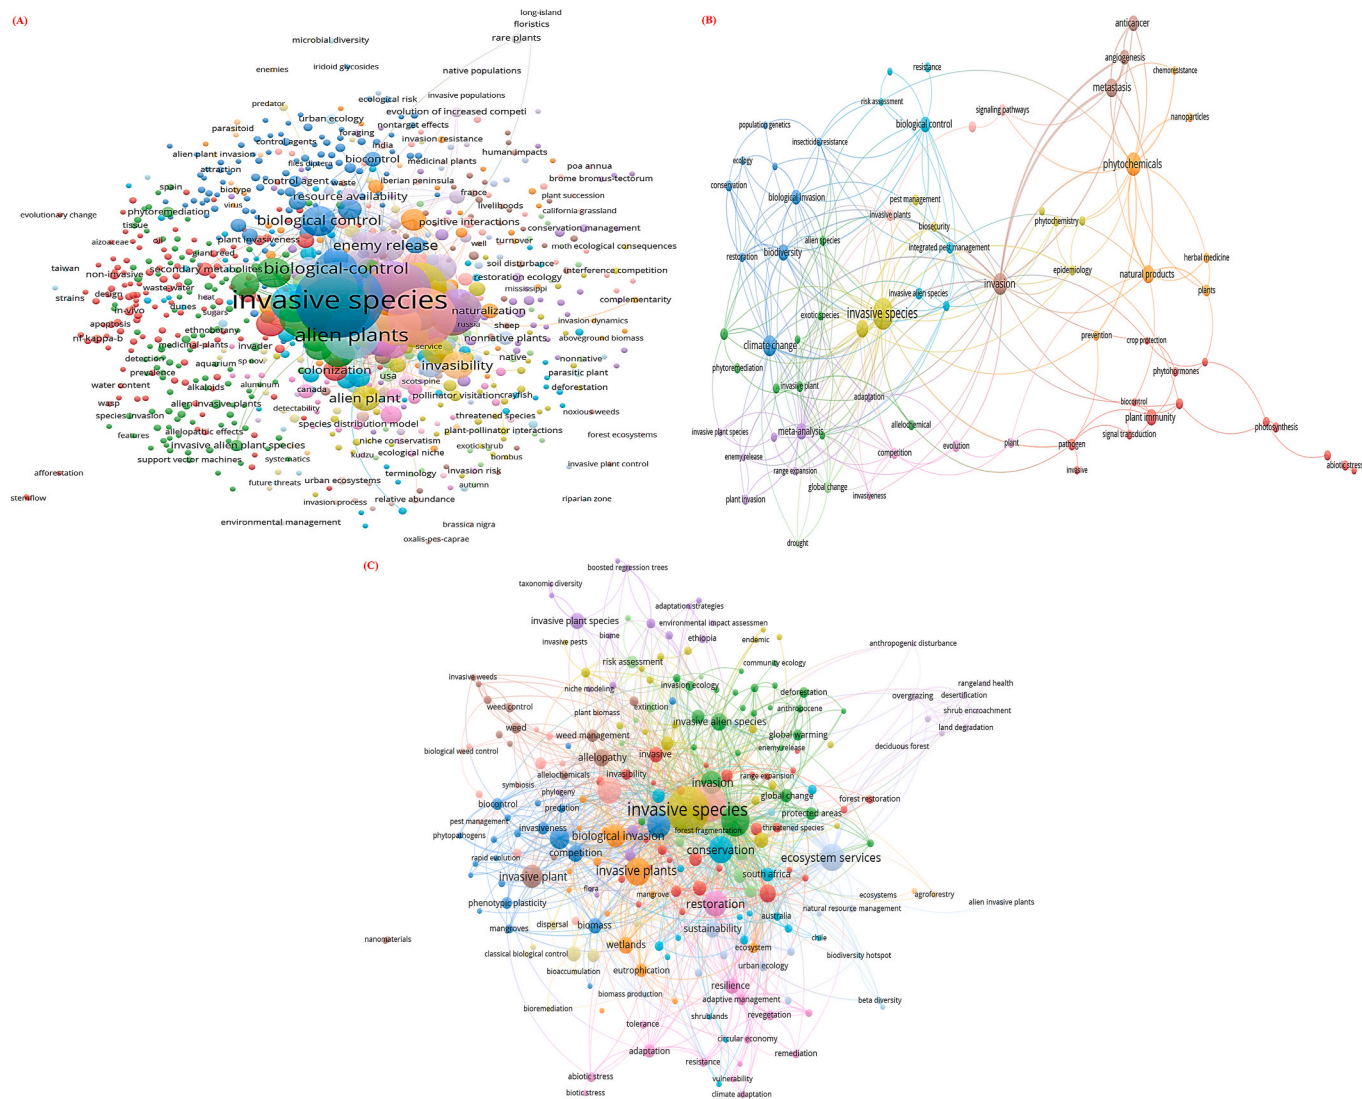 (A)
long-island
floristics
rare plants
microbial diversity
enemies
iridoid glycosides
native populations
predator
ecological risk
invasive populations
urban ecology
evolution of increased competi
parasitoid
foraging
nontarget effects
control agents
india
invasion resistance
human impacts
alien plant invasion
flies diptera
biocontrol
medicinal plants
poa annua
attraction
control agent
waste
iberian peninsula
brome bromus-tectorum
spain
biotype
resource availability
france
plant succession
virus
livelihoods
evolutionary change
phytoremediation
biological control
positive interactions
california grassland
tissue
well
conservation management
aizoaceae
oil
plant invasiveness
enemy release
turnover
moth ecological consequences
giant reed
soil disturbance
taiwan
non-invasive
secondary metabolites
biological-control
restoration ecology
interference competition
waste-water
design
heat
mississippi
strains
invasive species
complementarity
in-vivo
genes
sugars
naturalization
apoptosis
ethnobotany
russia
sheep
invasion dynamics
nf-kappa-b
medicinal-plants
invader
alien plants
nonnative plants
aboveground biomass
detection
aquarium
sp nov.
service
native
nonnative
prevalence
colonization
usa
invasibility
parasitic plant
water content
alkaloids
aluminum
canada
scots pine
deforestation
wasp
alien invasive plants
detectability
alien plant
pollinator visitation
crayfish
species invasion
noxious weeds
features
allelopathic effects
species distribution model
threatened species
plant-pollinator interactions
invasive alien plant species
niche conservatism
exotic shrub
forest ecosystems
support vector machines
systematics
kudzu
ecological niche
bombus
afforestation
terminology
invasion risk
invasive plant control
future threats
urban ecosystems
autumn
stemflow
invasion process
relative abundance
riparian zone
environmental management
brassica nigra
oxalis-pes-caprae
(B)
anticancer
angiogenesis
resistance
chemoresistance
metastasis
risk assessment
signaling pathways
nanoparticles
population genetics
biological control
insecticide resistance
ecology
phytochemicals
conservation
biological invasion
pest management
invasive plants
phytochemistry
biosecurity
alien species
restoration
biodiversity
integrated pest management
herbal medicine
epidemiology
natural products
invasion
plants
invasive alien species
exotic species
invasive species
climate change
prevention
crop protection
phytoremediation
phytohormones
invasive plant
adaptation
biocontrol
allelochemical
plant immunity
photosynthesis
invasive plant species
meta-analysis
signal transduction
evolution
plant
pathogen
enemy release
competition
abiotic stress
range expansion
invasive
global change
plant invasion
invasiveness
drought
(C)
boosted regression trees
taxonomic diversity
adaptation strategies
invasive plant species
environmental impact assessmen
biome
ethiopia
endemic
invasive pests
anthropogenic disturbance
risk assessment
community ecology
invasive weeds
niche modeling
invasion ecology
deforestation
rangeland health
overgrazing
desertification
weed control
extinction
anthropocene
plant biomass
shrub encroachment
weed
invasive alien species
land degradation
weed management
global warming
biological weed control
allelopathy
invasive
enemy release
deciduous forest
allelochemicals
invasibility
range expansion
symbiosis
invasion
phylogeny
global change
forest restoration
biocontrol
predation
invasive species
protected areas
pest management
invasiveness
forest fragmentation
threatened species
phytopathogens
biological invasion
rapid evolution
competition
conservation
ecosystem services
invasive plant
invasive plants
south africa
flora
mangrove
ecosystems
agroforestry
phenotypic plasticity
restoration
natural resource management
alien invasive plants
australia
mangroves
dispersal
biomass
sustainability
nanomaterials
chile
wetlands
ecosystem
classical biological control
biodiversity hotspot
urban ecology
bioaccumulation
eutrophication
resilience
biomass production
adaptive management
beta diversity
bioremediation
shrublands
revegetation
tolerance
circular economy
adaptation
remediation
resistance
abiotic stress
vulnerability
biotic stress
climate adaptation